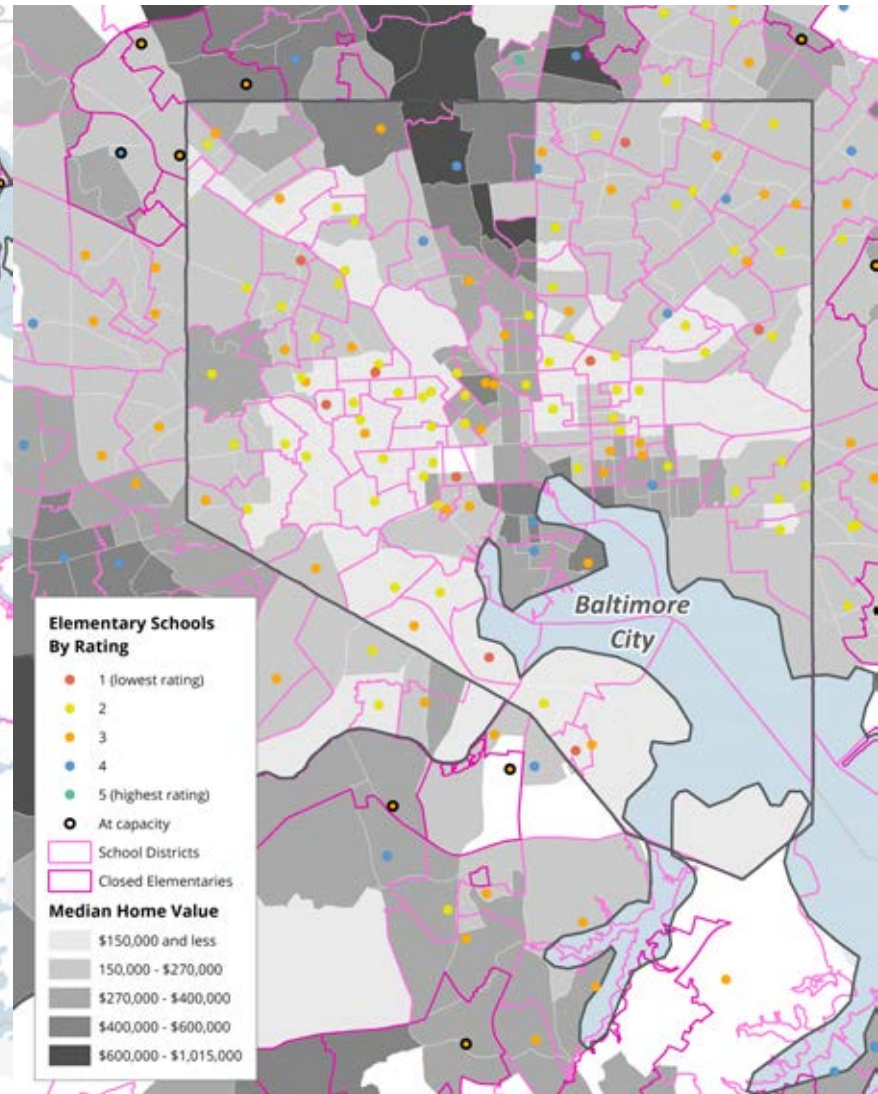 Baltimore
City
Elementary Schools
By Rating
1 (lowest rating)
2
3
4
5 (highest rating)
At capacity
School Districts
Closed Elementaries
Median Home Value
$150,000 and less
150,000 - $270,000
$270,000 - $400,000
$400,000 - $600,000
$600,000 - $1,015,000